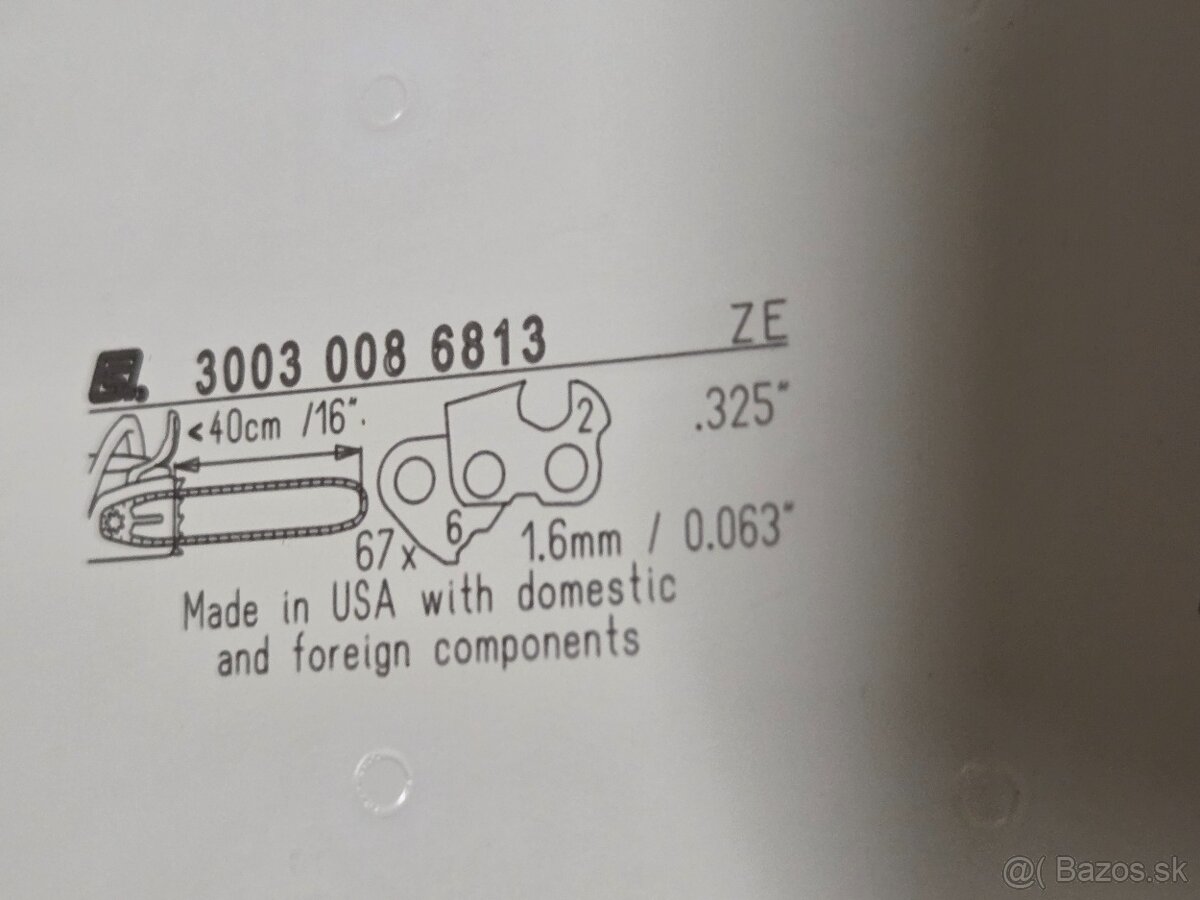 3003 008 6813 ZE
<40cm /16" 2 .325"
67x 6 1.6mm / 0.063"
Made in USA with domestic
and foreign components
@( Bazos.sk